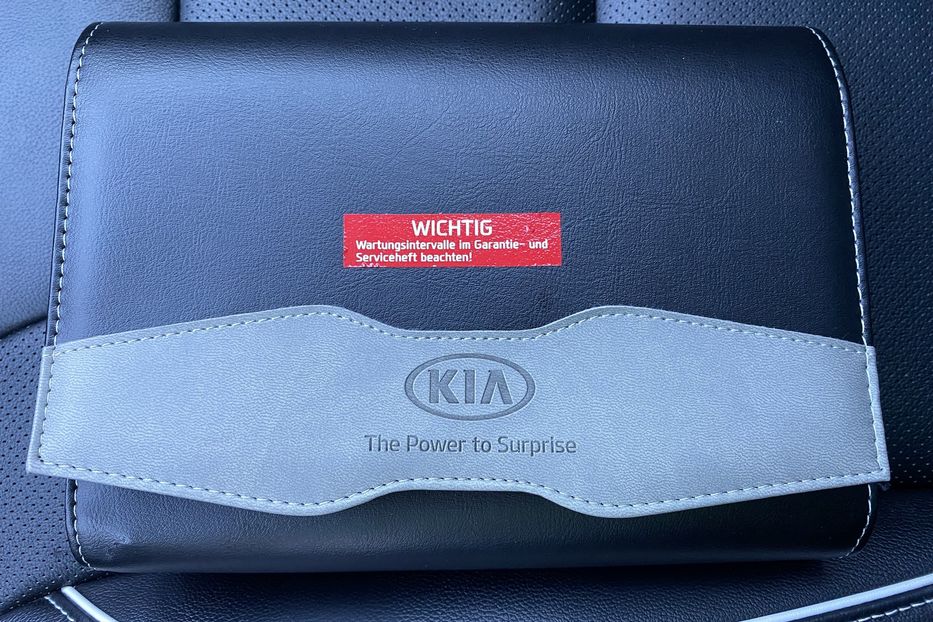 WICHTIG
Wartungsintervalle im Garantie- und
Serviceheft beachten!
KIA
The Power to Surprise